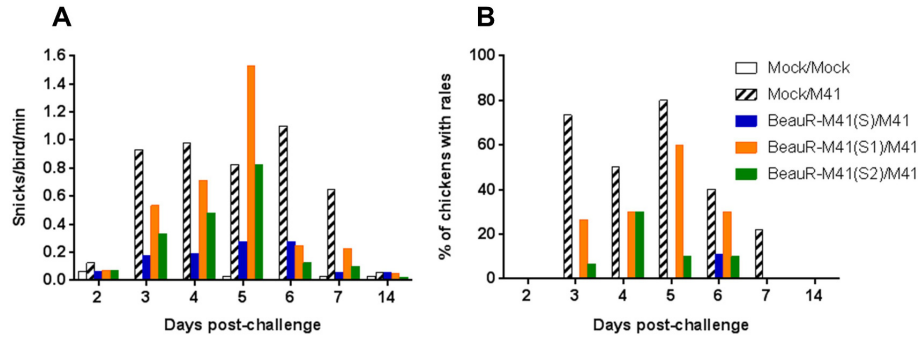 A
Snicks/bird/min
1.6
1.4
1.2
1.0
0.8
0.6
0.4
0.2
0.0
2 3 4 5 6 7 14
Days post-challenge
B
% of chickens with rales
100
80
60
40
20
0
2 3 4 5 6 7 14
Days post-challenge
Mock/Mock
Mock/M41
BeauR-M41(S)/M41
BeauR-M41(S1)/M41
BeauR-M41(S2)/M41